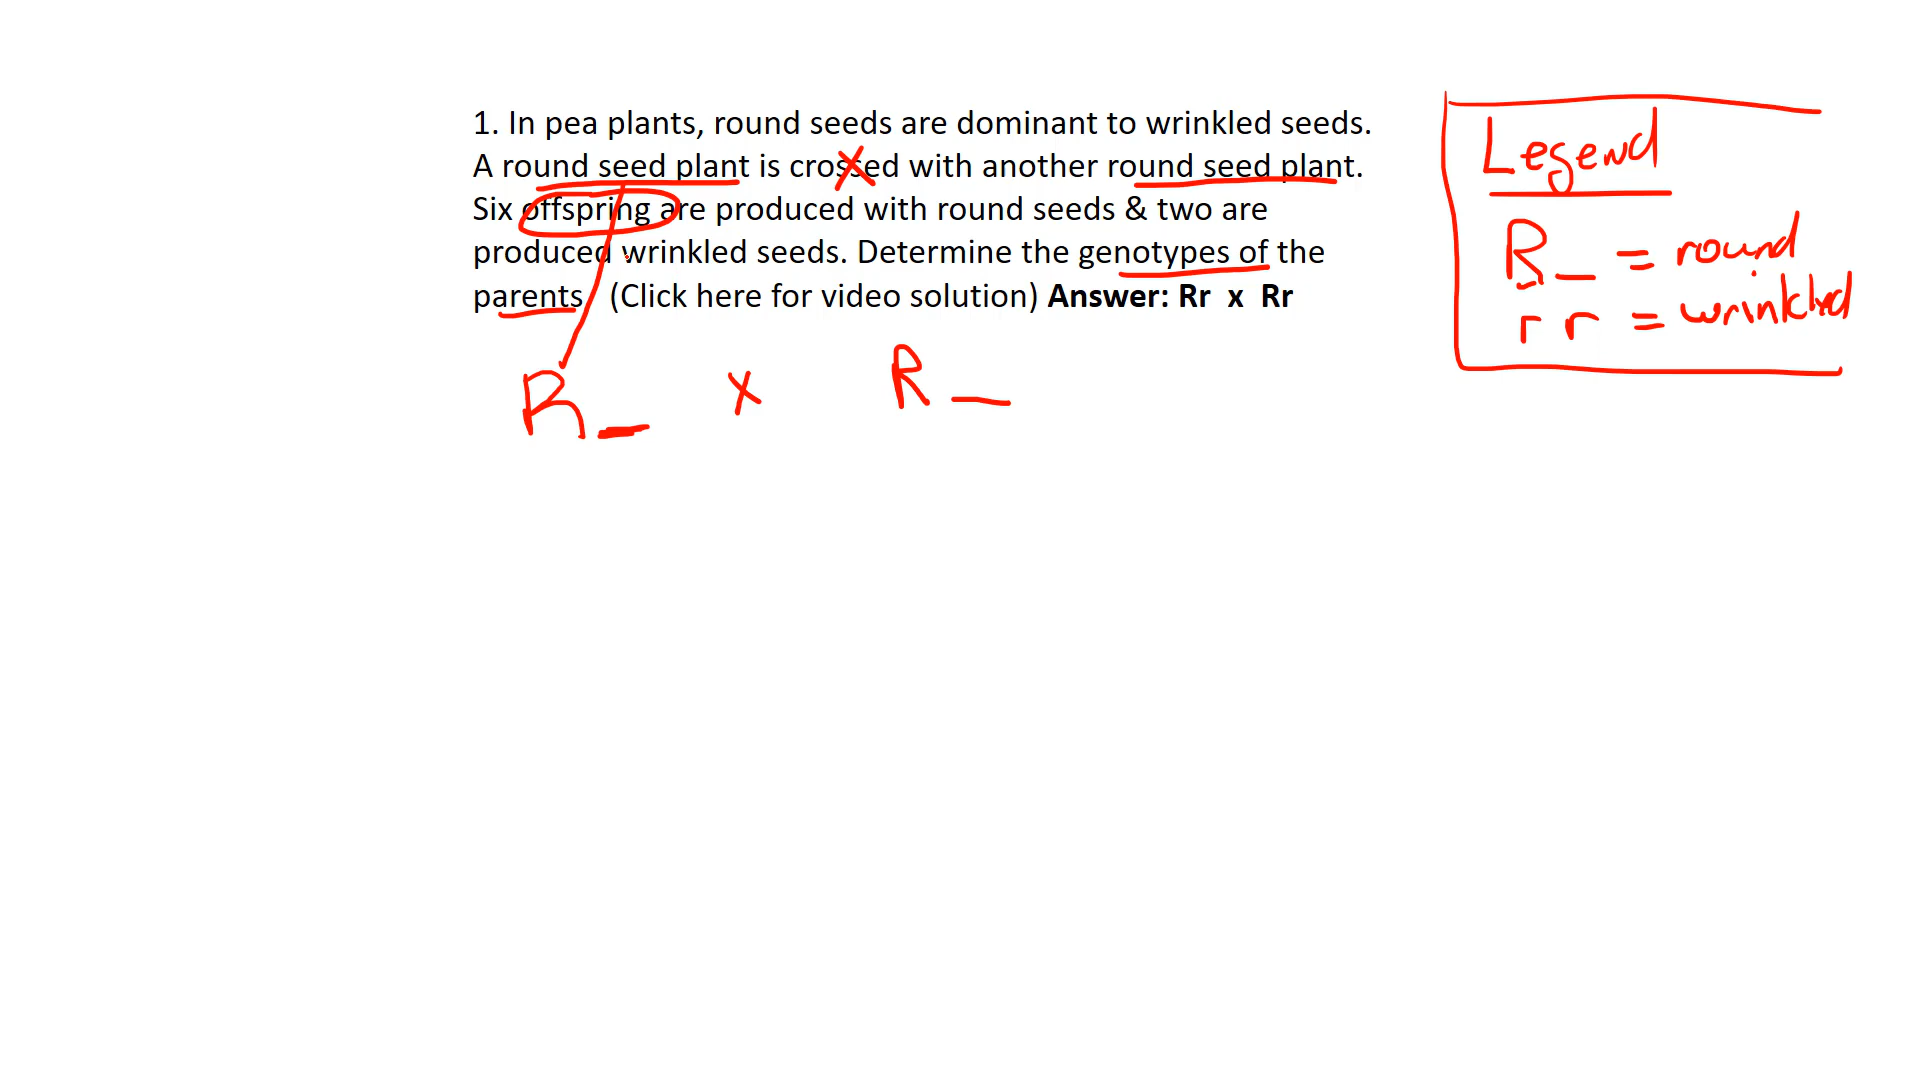 1. In pea plants, round seeds are dominant to wrinkled seeds.
A round seed plant is crossed with another round seed plant.
Six offspring are produced with round seeds & two are
produced wrinkled seeds. Determine the genotypes of the
parents (Click here for video solution) Answer: Rr x Rr
R_ x R_
Legend
R_ = round
rr = wrinkled